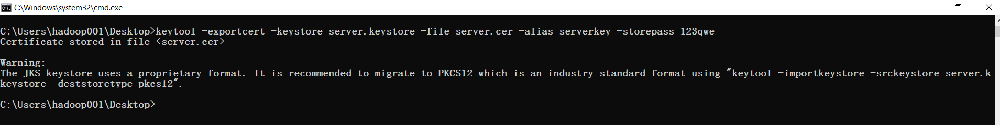 C:\Windows\system32\cmd.exe
C:\Users\hadoop001\Desktop>keytool -exportcert -keystore server.keystore -file server.cer -alias serverkey -storepass 123qwe
Certificate stored in file <server.cer>
Warning:
The JKS keystore uses a proprietary format. It is recommended to migrate to PKCS12 which is an industry standard format using "keytool -importkeystore -srckeystore server.k
keystore -deststoretype pkcs12".
C:\Users\hadoop001\Desktop>